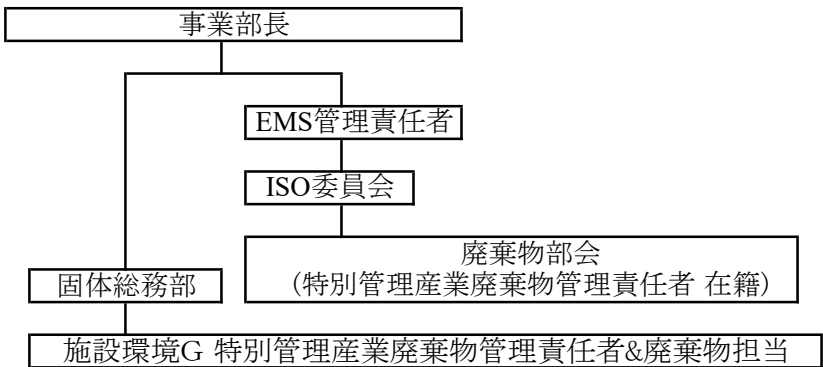 事業部長
EMS管理責任者
ISO委員会
廃棄物部会
(特別管理産業廃棄物管理責任者 在籍)
固体総務部
施設環境G 特別管理産業廃棄物管理責任者&廃棄物担当